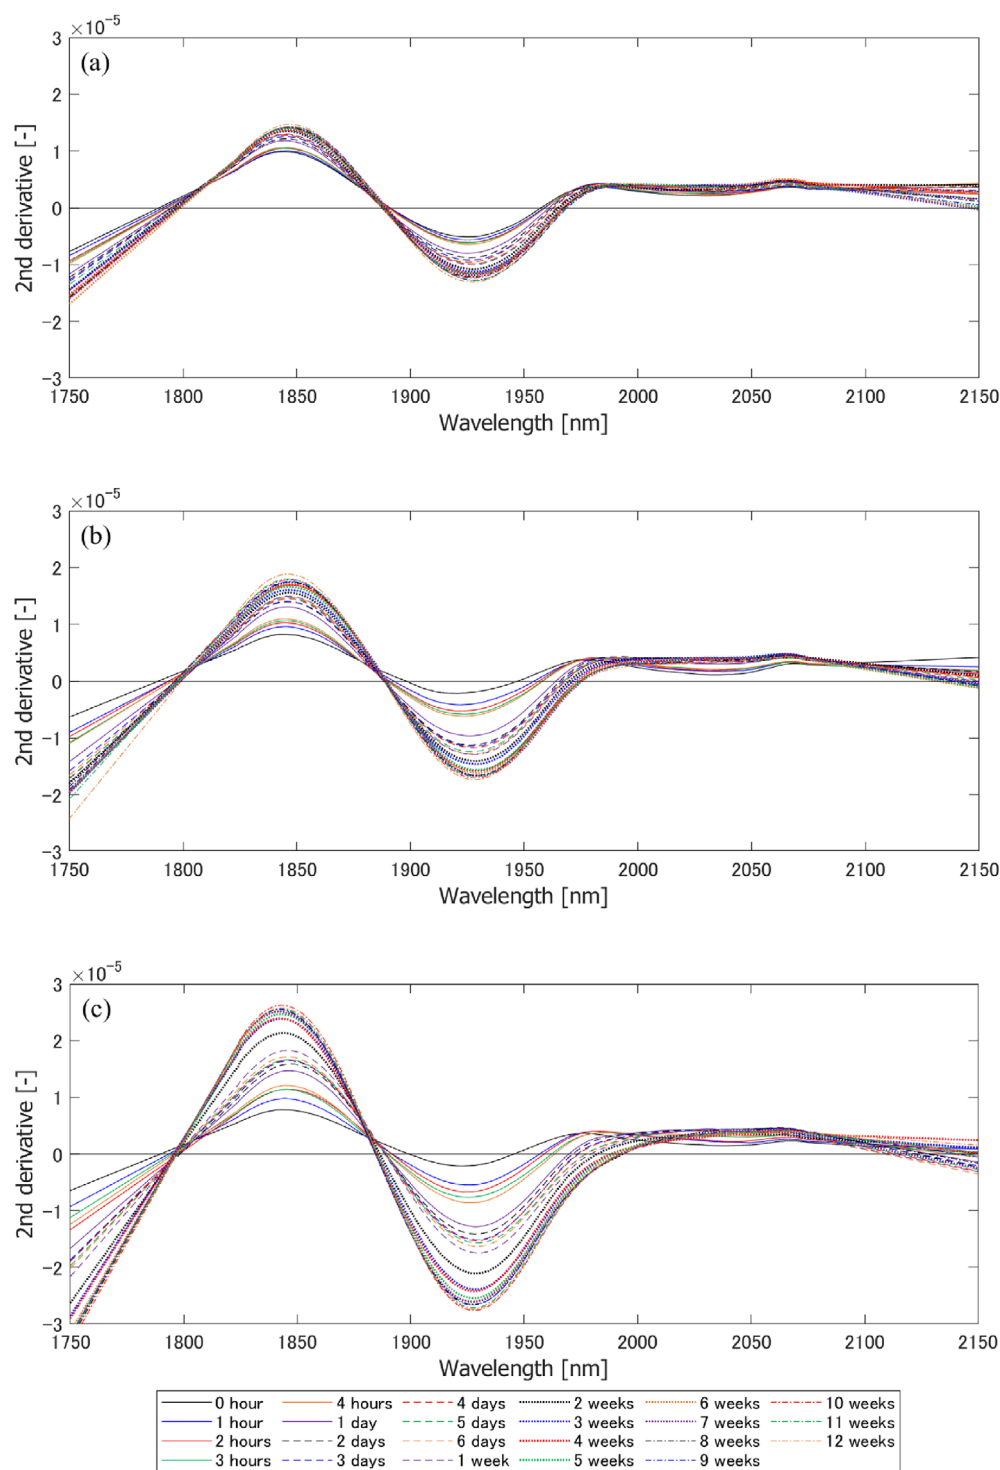 ×10⁻⁵
3
(a)
2
1
0
−1
−2
−3
2nd derivative [-]
1750 1800 1850 1900 1950 2000 2050 2100 2150
Wavelength [nm]
×10⁻⁵
3
(b)
2
1
0
−1
−2
−3
2nd derivative [-]
1750 1800 1850 1900 1950 2000 2050 2100 2150
Wavelength [nm]
×10⁻⁵
3
(c)
2
1
0
−1
−2
−3
2nd derivative [-]
1750 1800 1850 1900 1950 2000 2050 2100 2150
Wavelength [nm]
0 hour 4 hours 4 days 2 weeks 6 weeks 10 weeks
1 hour 1 day 5 days 3 weeks 7 weeks 11 weeks
2 hours 2 days 6 days 4 weeks 8 weeks 12 weeks
3 hours 3 days 1 week 5 weeks 9 weeks